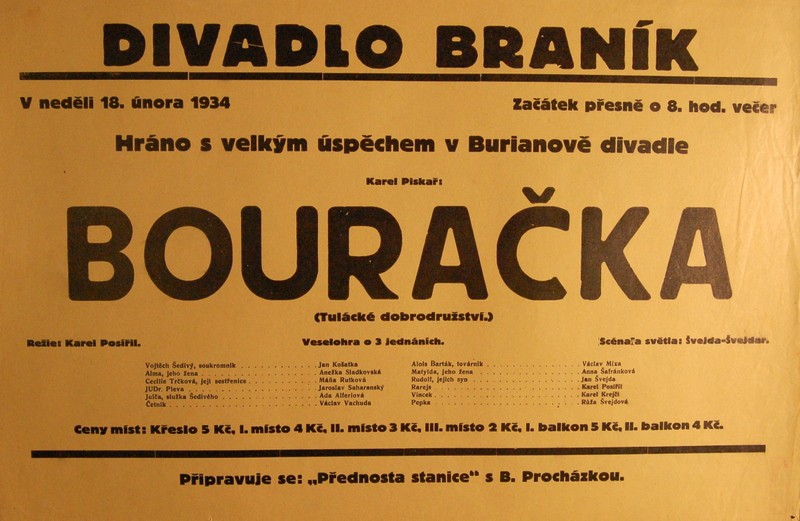 DIVADLO BRANÍK
V neděli 18. února 1934 Začátek přesně o 8. hod. večer
Hráno s velkým úspěchem v Burianově divadle
Karel Piskař:
BOURAČKA
(Tulácké dobrodružství.)
Režie: Karel Posífil. Veselohra o 3 jednáních. Scéna a světla: Švejda-Švejdar.
Vojtěch Šedivý, soukromník . . . . . . . . . . Jan Košatka Alois Barták, továrník . . . . . . . . . . Václav Mixa
Alma, jeho žena . . . . . . . . . . Anežka Sladkovská Matylda, jeho žena . . . . . . . . . . Anna Šafránková
Cecilie Trčková, její sestřenice . . . . . . . . . . Máňa Rutková Rudolf, jejich syn . . . . . . . . . . Jan Švejda
JUDr. Pleva . . . . . . . . . . Jaroslav Saharanský Karejs . . . . . . . . . . Karel Posífil
Julča, služka Šedivého . . . . . . . . . . Ada Alferiová Vincek . . . . . . . . . . Karel Krejčí
Četník . . . . . . . . . . Václav Vachuda Pepka . . . . . . . . . . Růža Švejdová
Ceny míst: Křeslo 5 Kč, I. místo 4 Kč, II. místo 3 Kč, III. místo 2 Kč, I. balkon 5 Kč, II. balkon 4 Kč.
Připravuje se: „Přednosta stanice" s B. Procházkou.